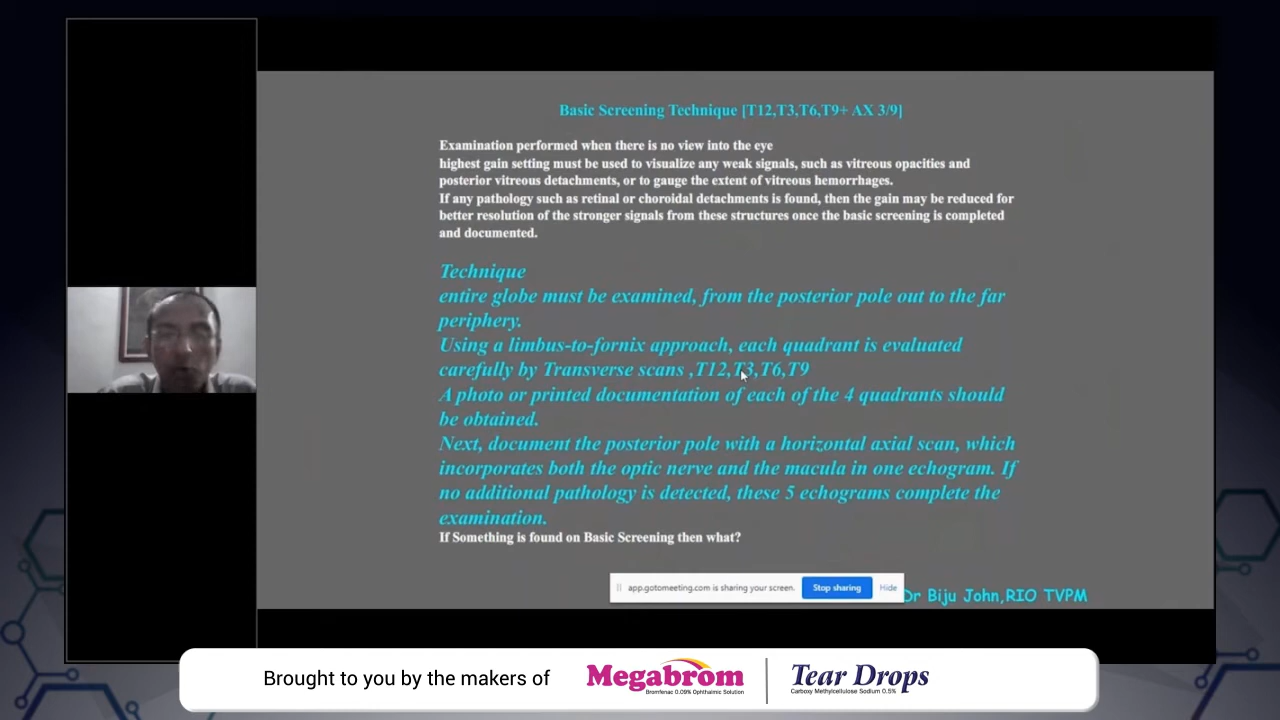 Basic Screening Technique [T12,T3,T6,T9+ AX 3/9]
Examination performed when there is no view into the eye
highest gain setting must be used to visualize any weak signals, such as vitreous opacities and
posterior vitreous detachments, or to gauge the extent of vitreous hemorrhages.
If any pathology such as retinal or choroidal detachments is found, then the gain may be reduced for
better resolution of the stronger signals from these structures once the basic screening is completed
and documented.
Technique
entire globe must be examined, from the posterior pole out to the far
periphery.
Using a limbus-to-fornix approach, each quadrant is evaluated
carefully by Transverse scans ,T12,T3,T6,T9
A photo or printed documentation of each of the 4 quadrants should
be obtained.
Next, document the posterior pole with a horizontal axial scan, which
incorporates both the optic nerve and the macula in one echogram. If
no additional pathology is detected, these 5 echograms complete the
examination.
If Something is found on Basic Screening then what?
app.gotomeeting.com is sharing your screen. Stop sharing Hide
Dr Biju John,RIO TVPM
Brought to you by the makers of Megabrom Tear Drops
Bromfenac 0.09% Ophthalmic Solution Carboxy Methylcellulose Sodium 0.5%